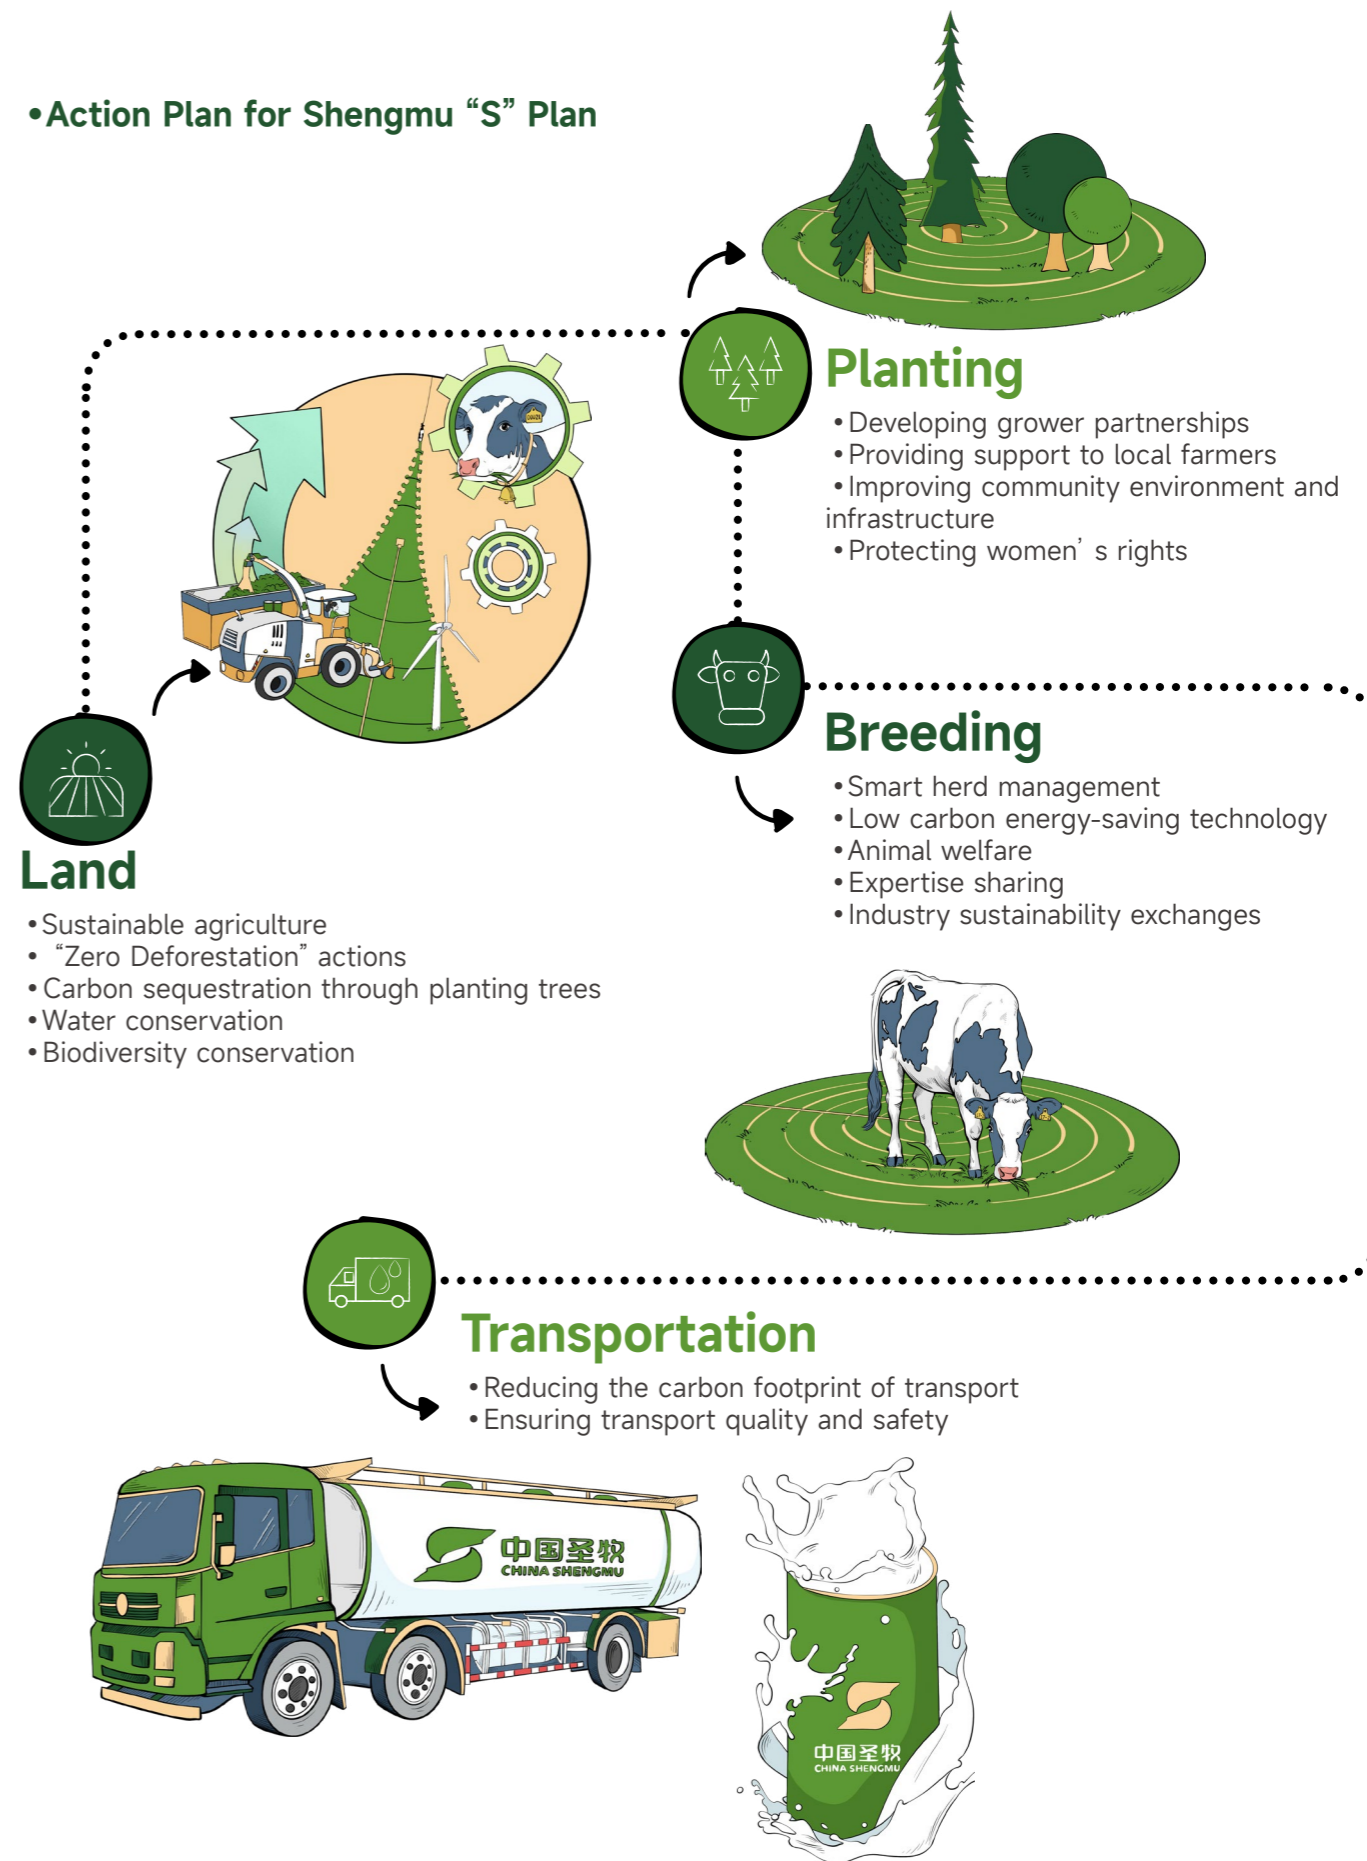 •Action Plan for Shengmu “S” Plan
Planting
•Developing grower partnerships
•Providing support to local farmers
•Improving community environment and
infrastructure
•Protecting women’ s rights
Breeding
•Smart herd management
•Low carbon energy-saving technology
•Animal welfare
•Expertise sharing
•Industry sustainability exchanges
Land
•Sustainable agriculture
• “Zero Deforestation” actions
•Carbon sequestration through planting trees
•Water conservation
•Biodiversity conservation
Transportation
•Reducing the carbon footprint of transport
•Ensuring transport quality and safety
中国圣牧
CHINA SHENGMU
中国圣牧
CHINA SHENGMU